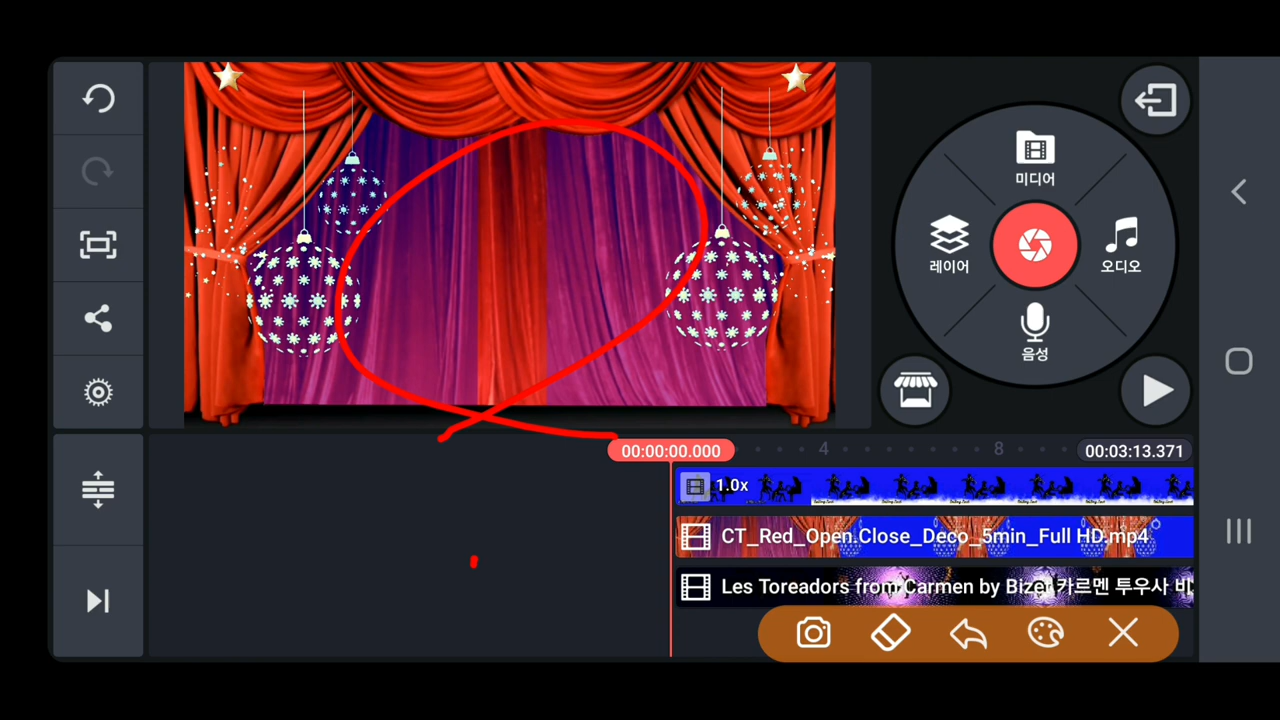 미디어
레이어
오디오
음성
00:00:00.000
4
8
00:03:13.371
1.0x
CT_Red_Open.Close_Deco_5min_Full HD.mp4
Les Toreadors from Carmen by Bizet 카르멘 투우사 비